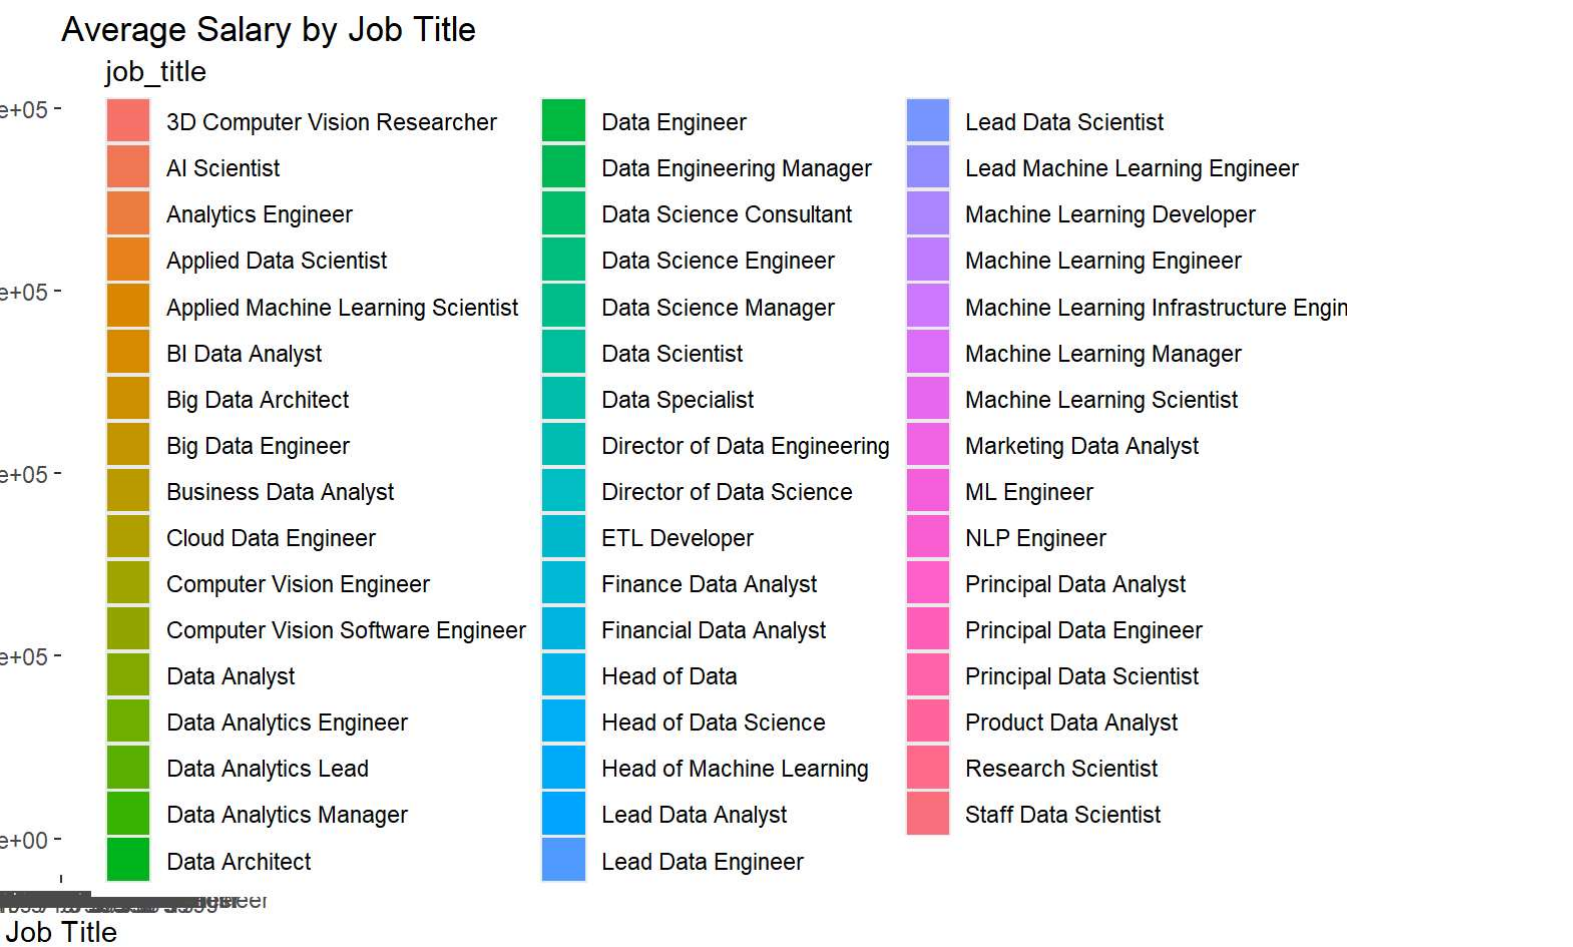 Average Salary by Job Title
job_title
e+05
e+05
e+05
e+05
e+00
3D Computer Vision Researcher
AI Scientist
Analytics Engineer
Applied Data Scientist
Applied Machine Learning Scientist
BI Data Analyst
Big Data Architect
Big Data Engineer
Business Data Analyst
Cloud Data Engineer
Computer Vision Engineer
Computer Vision Software Engineer
Data Analyst
Data Analytics Engineer
Data Analytics Lead
Data Analytics Manager
Data Architect
Data Engineer
Data Engineering Manager
Data Science Consultant
Data Science Engineer
Data Science Manager
Data Scientist
Data Specialist
Director of Data Engineering
Director of Data Science
ETL Developer
Finance Data Analyst
Financial Data Analyst
Head of Data
Head of Data Science
Head of Machine Learning
Lead Data Analyst
Lead Data Engineer
Lead Data Scientist
Lead Machine Learning Engineer
Machine Learning Developer
Machine Learning Engineer
Machine Learning Infrastructure Engin
Machine Learning Manager
Machine Learning Scientist
Marketing Data Analyst
ML Engineer
NLP Engineer
Principal Data Analyst
Principal Data Engineer
Principal Data Scientist
Product Data Analyst
Research Scientist
Staff Data Scientist
Job Title